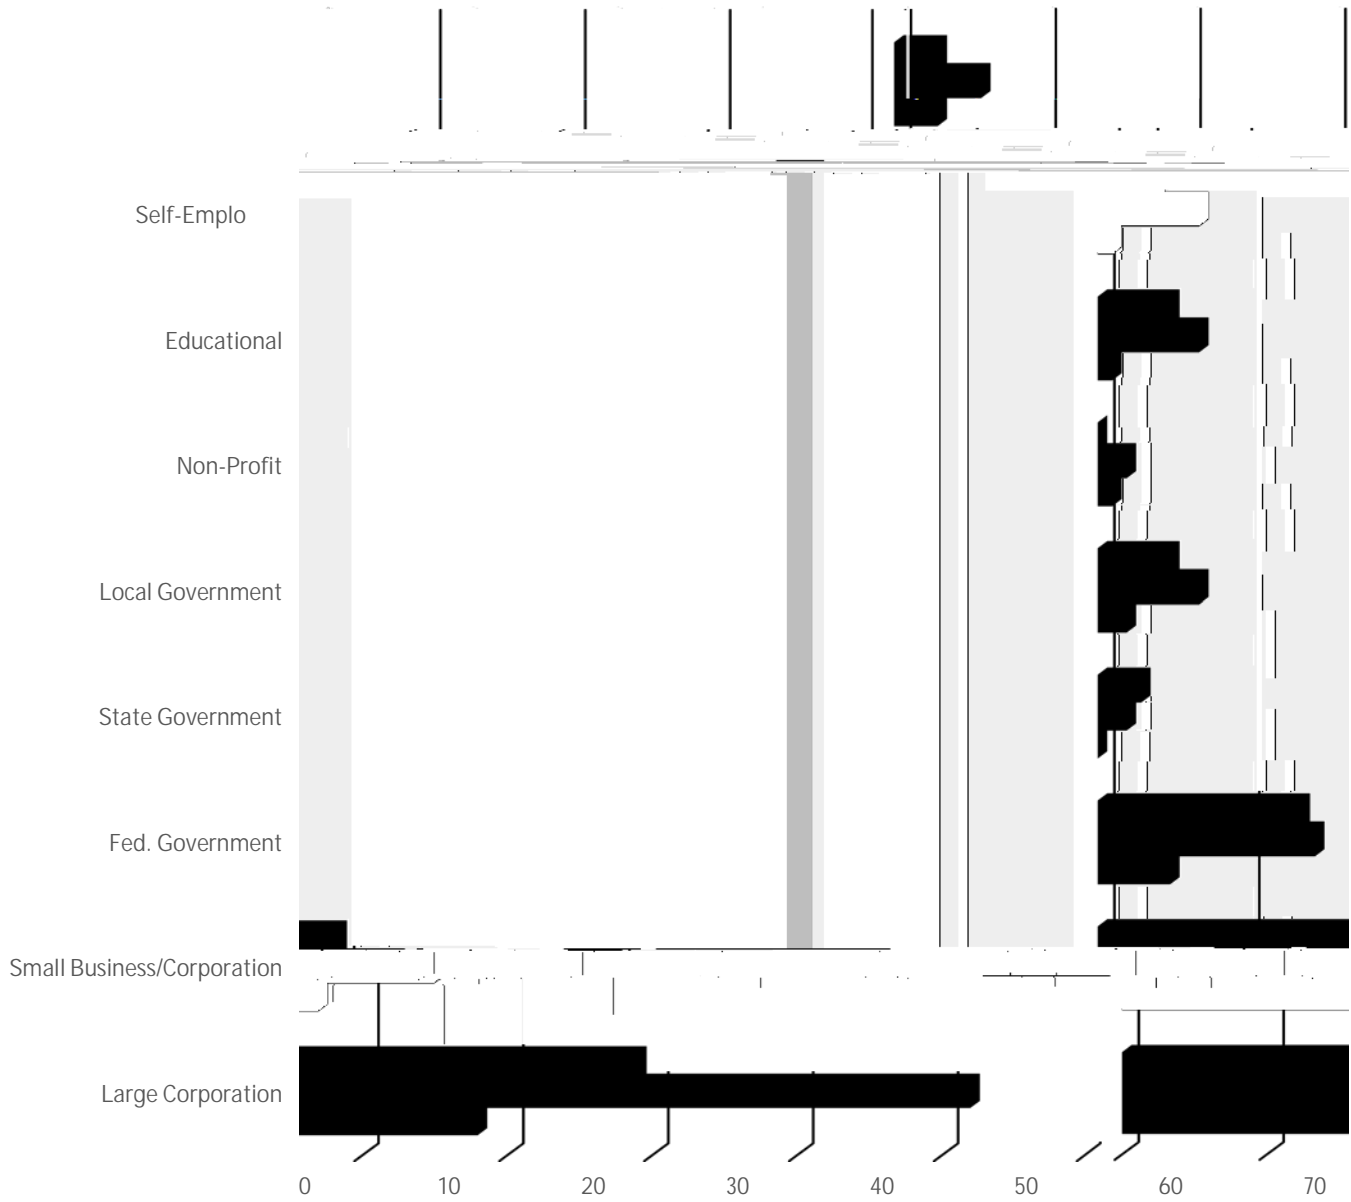 Self-Emplo
Educational
Non-Profit
Local Government
State Government
Fed. Government
Small Business/Corporation
Large Corporation
0 10 20 30 40 50 60 70